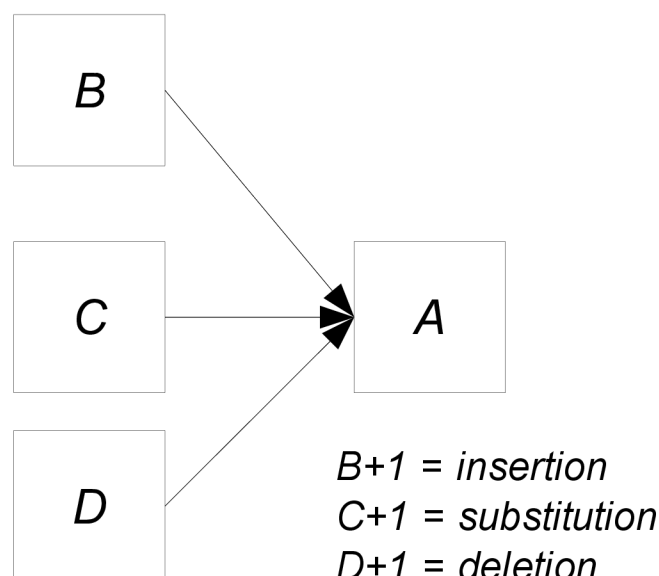 B
C
A
D
B+1 = insertion
C+1 = substitution
D+1 = deletion